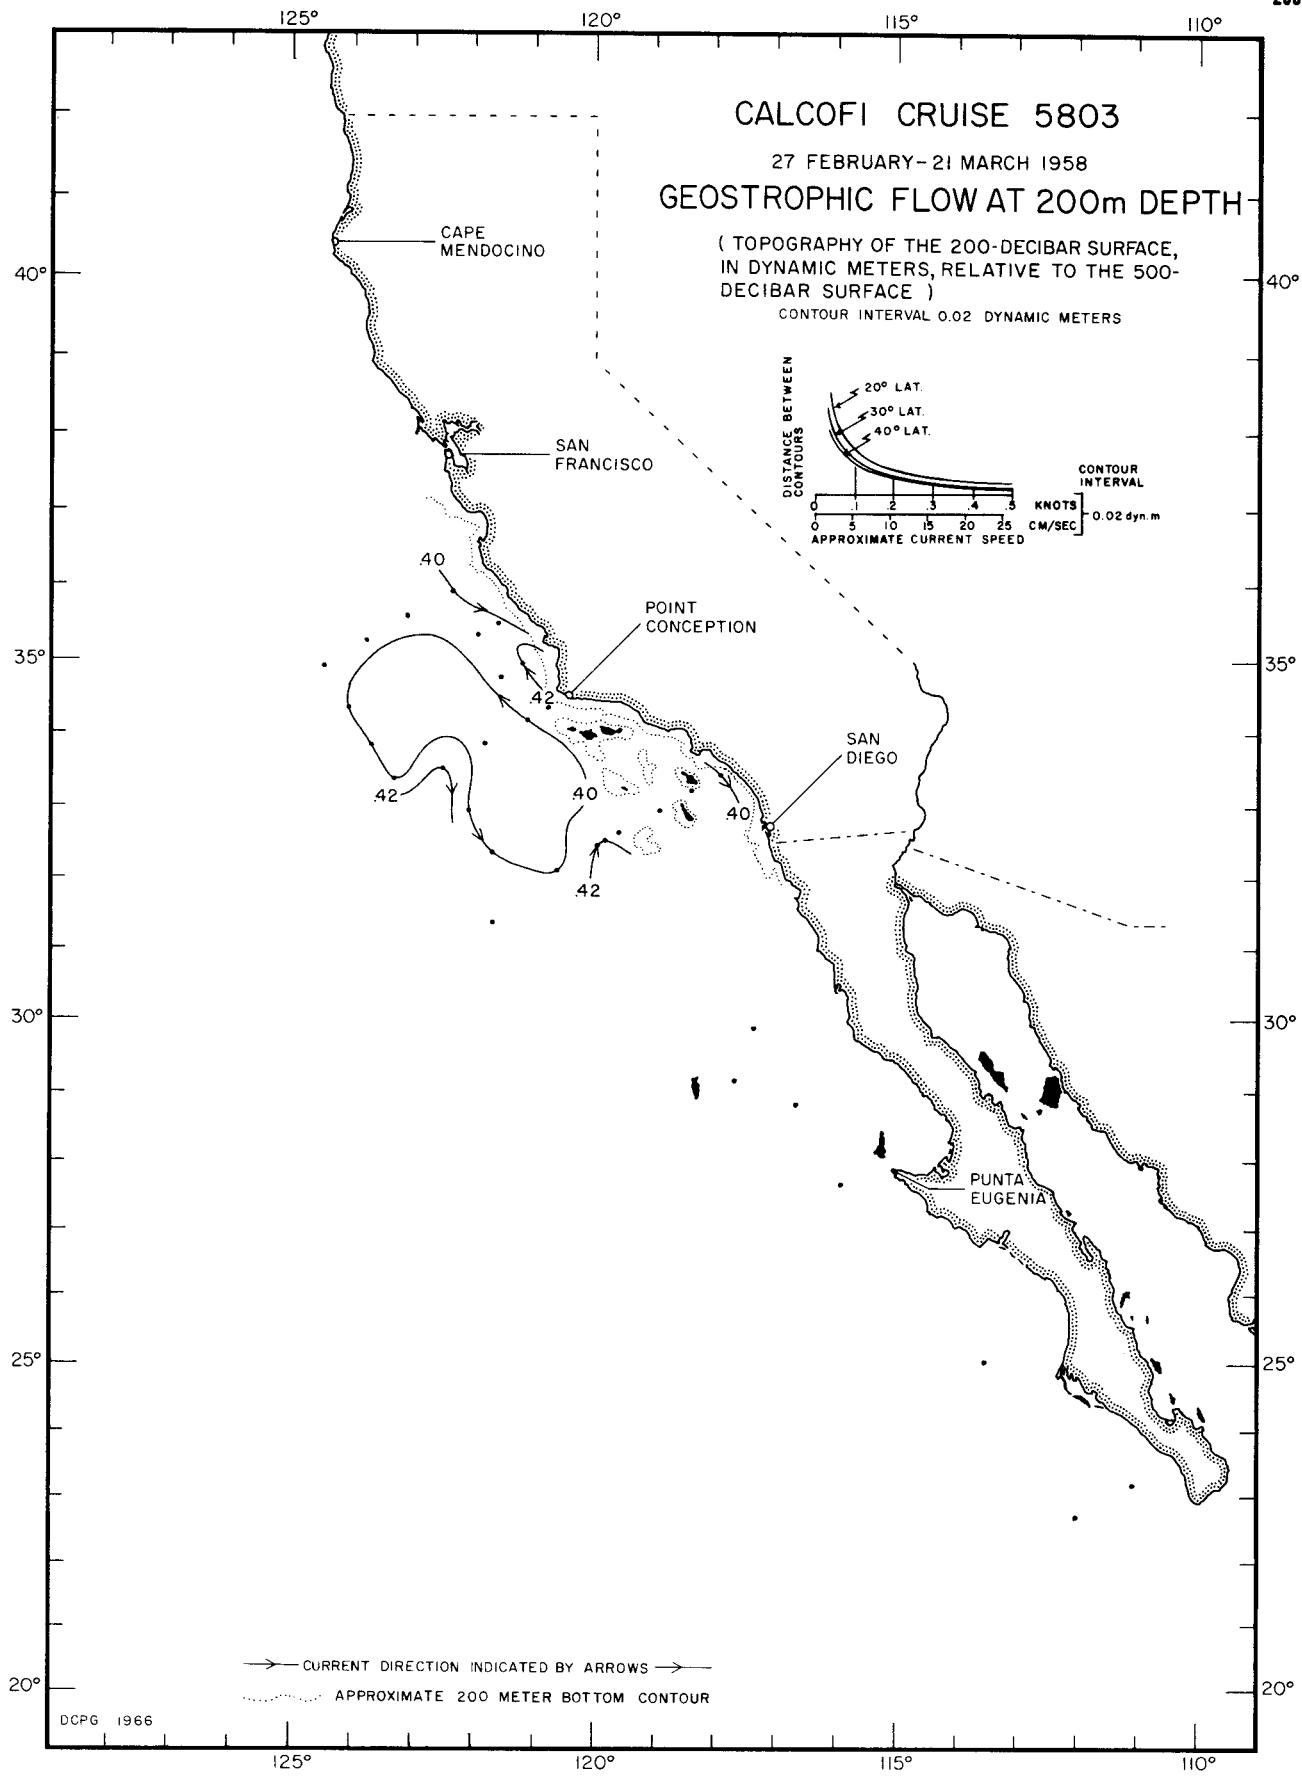 125° 120° 115° 110°
CALCOFI CRUISE 5803
27 FEBRUARY-21 MARCH 1958
GEOSTROPHIC FLOW AT 200m DEPTH
( TOPOGRAPHY OF THE 200-DECIBAR SURFACE,
IN DYNAMIC METERS, RELATIVE TO THE 500-
DECIBAR SURFACE )
CONTOUR INTERVAL 0.02 DYNAMIC METERS
CAPE
MENDOCINO
40° 40°
DISTANCE BETWEEN
CONTOURS
20° LAT.
30° LAT.
40° LAT.
CONTOUR
INTERVAL
0 .1 .2 .3 .4 .5 KNOTS
0.02 dyn.m
0 5 10 15 20 25 CM/SEC
APPROXIMATE CURRENT SPEED
SAN
FRANCISCO
.40
POINT
CONCEPTION
35° 35°
.42
SAN
DIEGO
.42
.40
.40
.42
30° 30°
PUNTA
EUGENIA
25° 25°
CURRENT DIRECTION INDICATED BY ARROWS
20° 20°
APPROXIMATE 200 METER BOTTOM CONTOUR
DCPG 1966
125° 120° 115° 110°